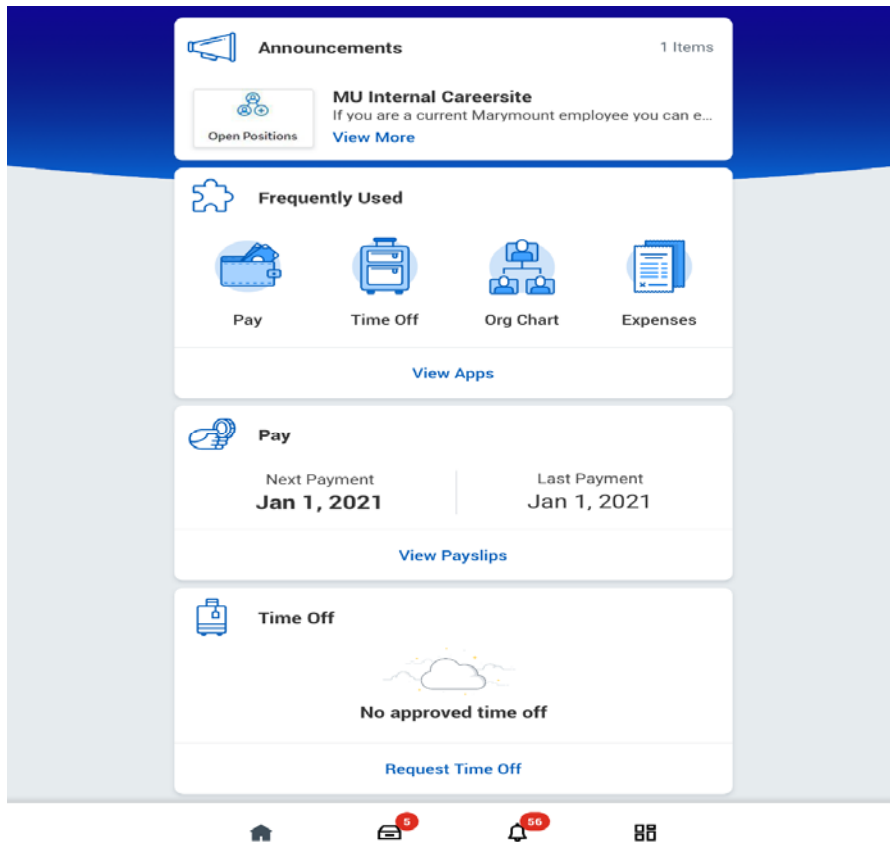 Announcements
1 Items
MU Internal Careersite
If you are a current Marymount employee you can e...
Open Positions
View More
Frequently Used
Pay
Time Off
Org Chart
Expenses
View Apps
Pay
Next Payment
Last Payment
Jan 1, 2021
Jan 1, 2021
View Payslips
Time Off
No approved time off
Request Time Off
5
56